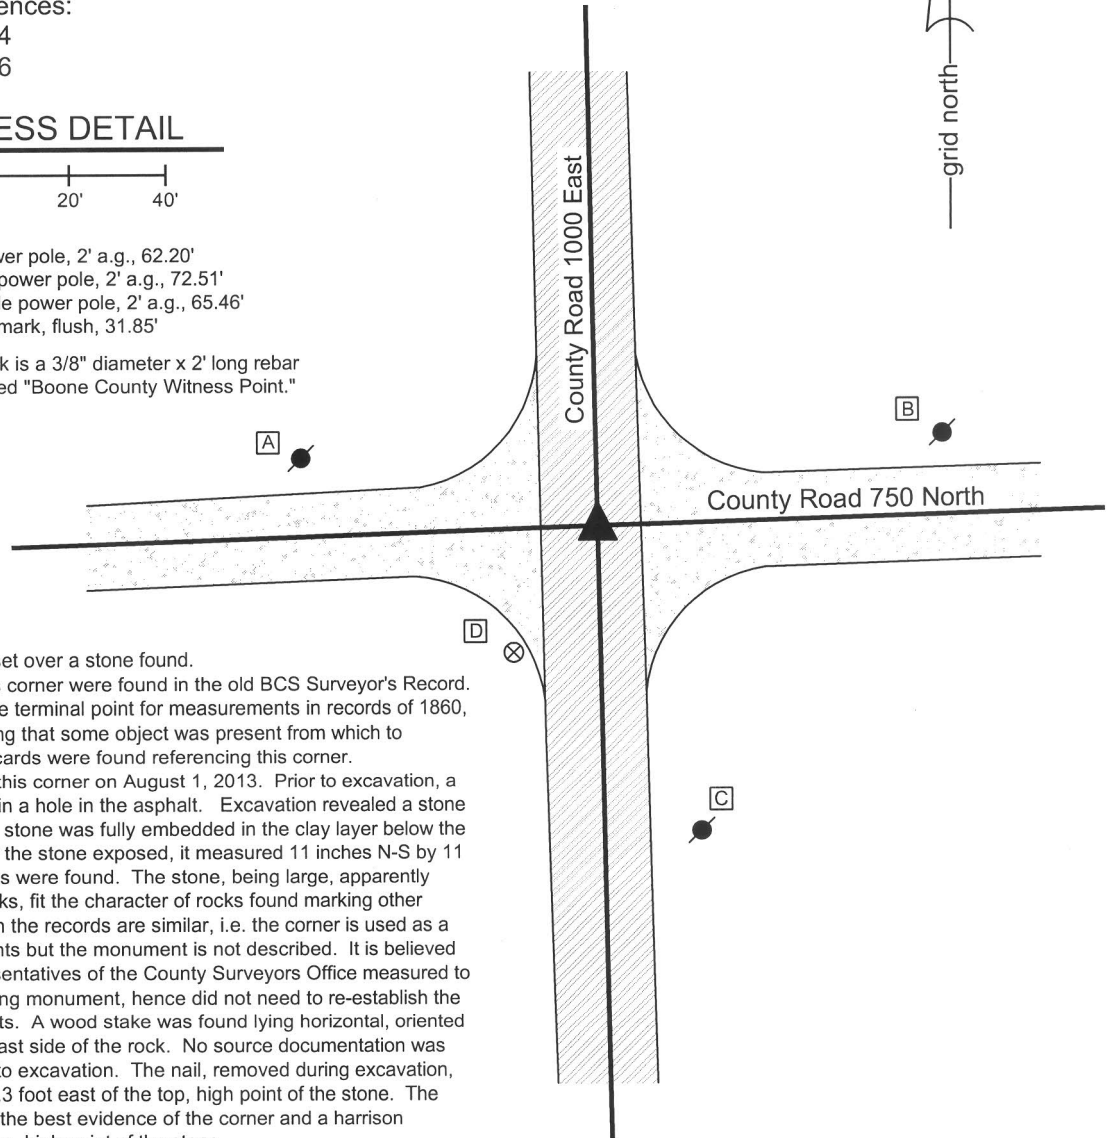 ences:
4
6
ESS DETAIL
20' 40'
ver pole, 2' a.g., 62.20'
power pole, 2' a.g., 72.51'
le power pole, 2' a.g., 65.46'
mark, flush, 31.85'
k is a 3/8" diameter x 2' long rebar
ed "Boone County Witness Point."
grid north
County Road 1000 East
A
B
County Road 750 North
D
C
et over a stone found.
corner were found in the old BCS Surveyor's Record.
e terminal point for measurements in records of 1860,
ng that some object was present from which to
cards were found referencing this corner.
this corner on August 1, 2013. Prior to excavation, a
in a hole in the asphalt. Excavation revealed a stone
stone was fully embedded in the clay layer below the
the stone exposed, it measured 11 inches N-S by 11
s were found. The stone, being large, apparently
ks, fit the character of rocks found marking other
n the records are similar, i.e. the corner is used as a
nts but the monument is not described. It is believed
sentatives of the County Surveyors Office measured to
ng monument, hence did not need to re-establish the
ts. A wood stake was found lying horizontal, oriented
ast side of the rock. No source documentation was
to excavation. The nail, removed during excavation,
.3 foot east of the top, high point of the stone. The
the best evidence of the corner and a harrison